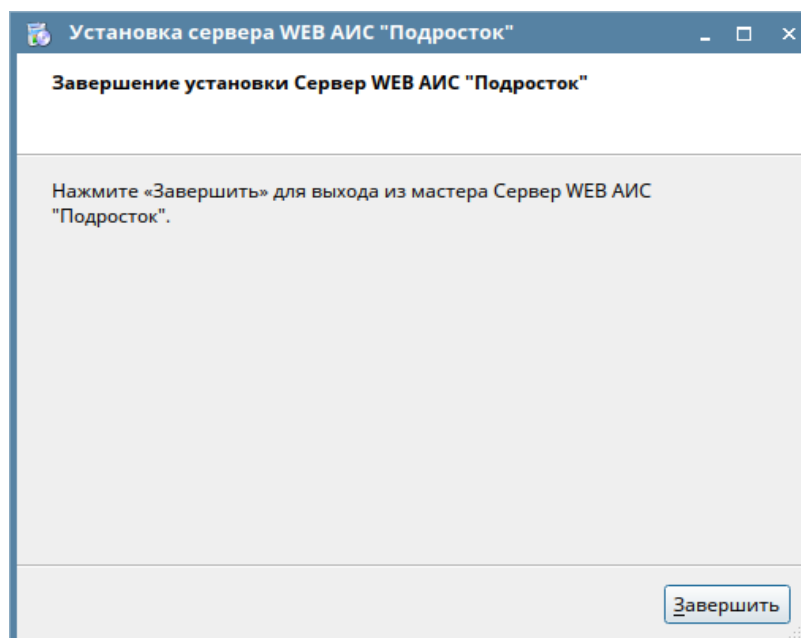 Установка сервера WEB АИС "Подросток"
Завершение установки Сервер WEB АИС "Подросток"
Нажмите «Завершить» для выхода из мастера Сервер WEB АИС
"Подросток".
Завершить